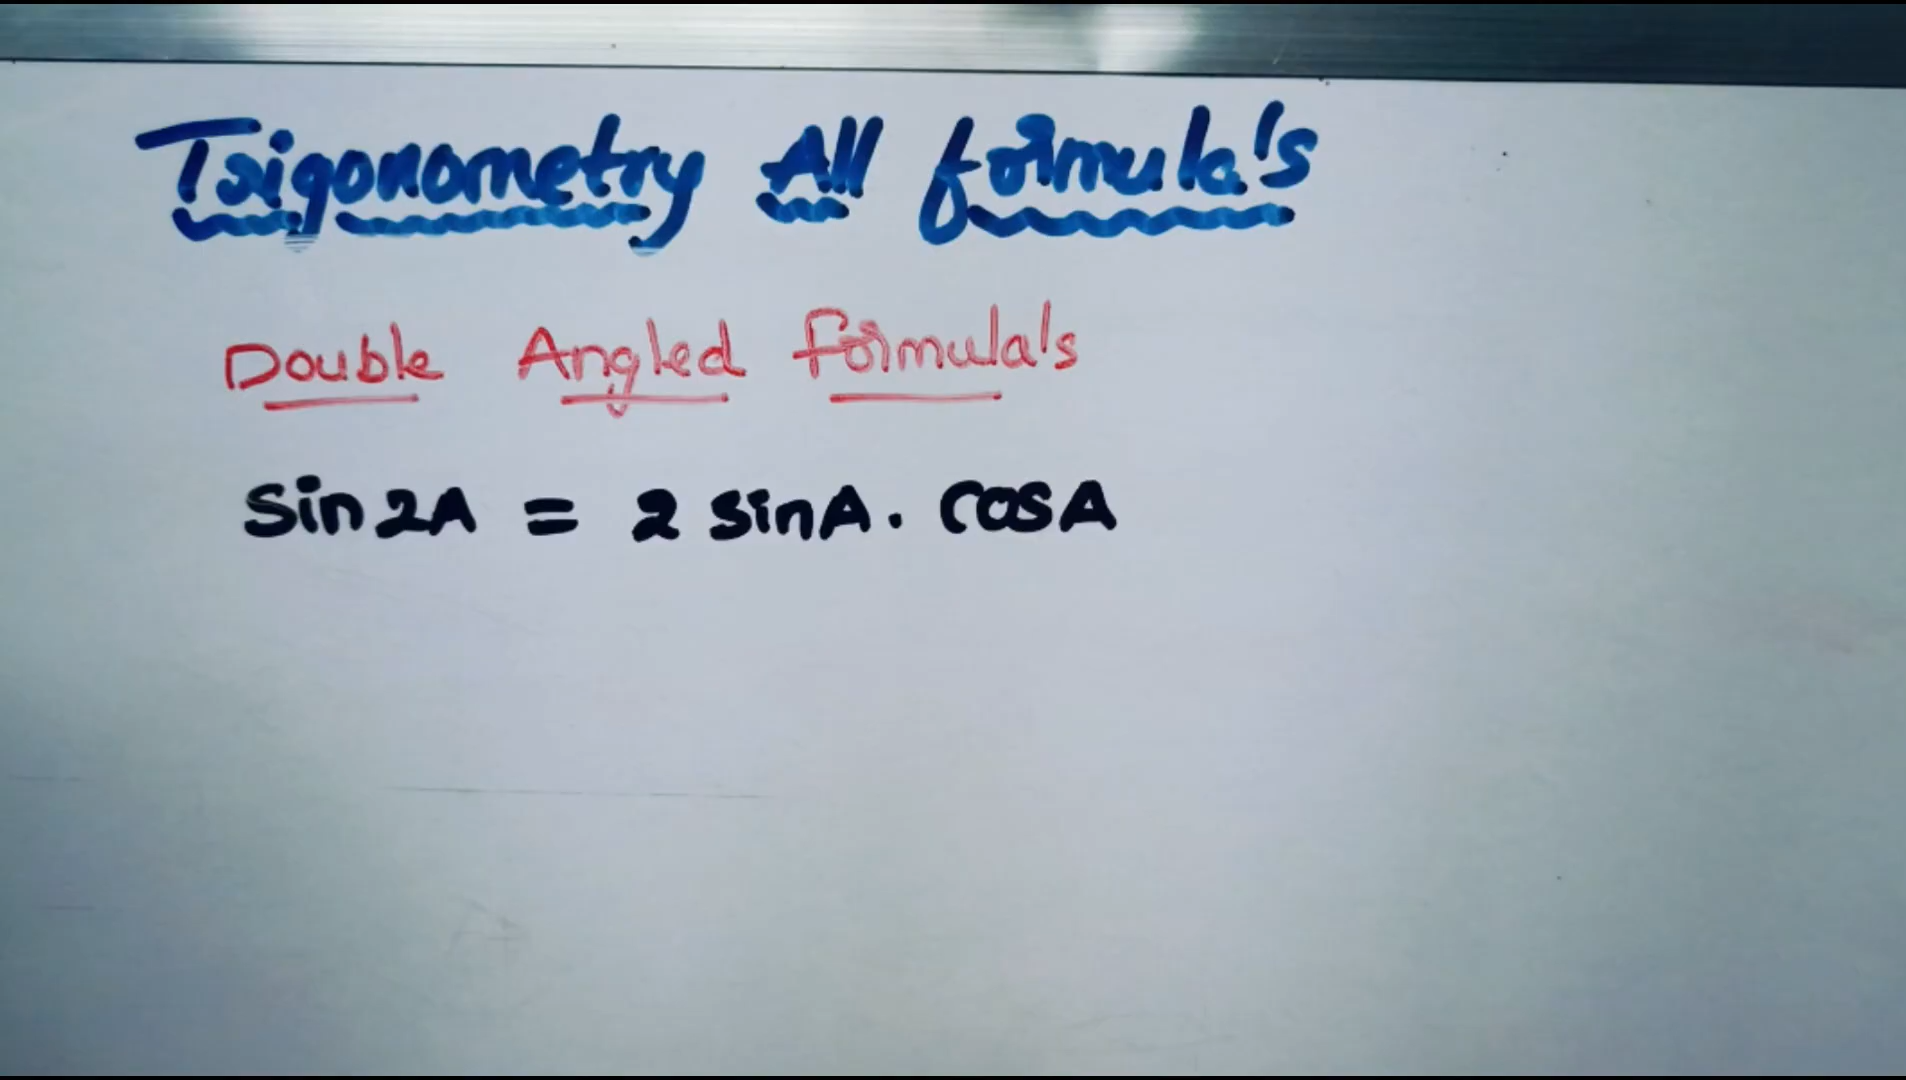 Trigonometry All formula's
Double Angled formula's
Sin 2A = 2 sinA . cosA